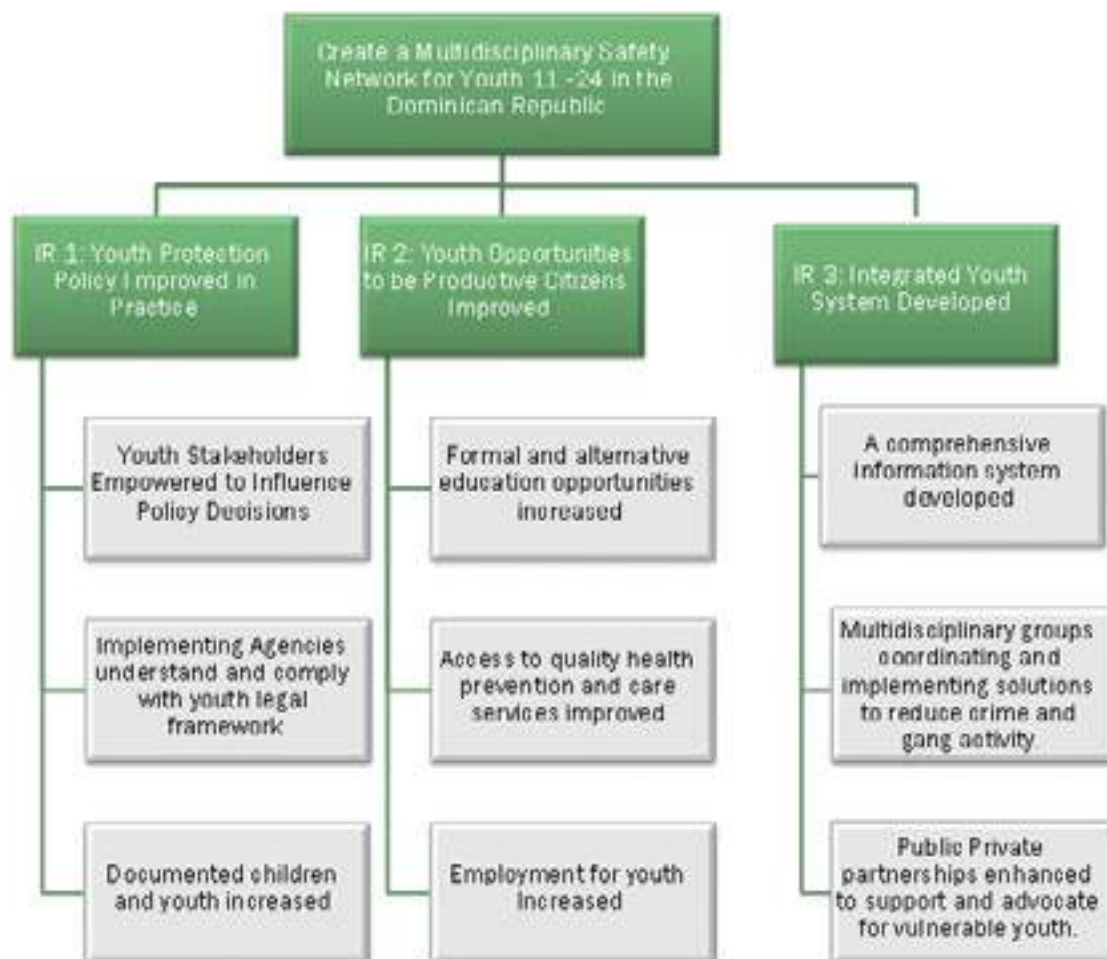 Create a Multidisciplinary Safety
Network for Youth 11 -24 in the
Dominican Republic
IR 1: Youth Protection
Policy Improved in
Practice
Youth Stakeholders
Empowered to Influence
Policy Decisions
Implementing Agencies
understand and comply
with youth legal
framework
Documented children
and youth increased
IR 2: Youth Opportunities
to be Productive Citizens
Improved
Formal and alternative
education opportunities
increased
Access to quality health
prevention and care
services improved
Employment for youth
Increased
IR 3: Integrated Youth
System Developed
A comprehensive
information system
developed
Multidisciplinary groups
coordinating and
implementing solutions
to reduce crime and
gang activity
Public Private
partnerships enhanced
to support and advocate
for vulnerable youth.